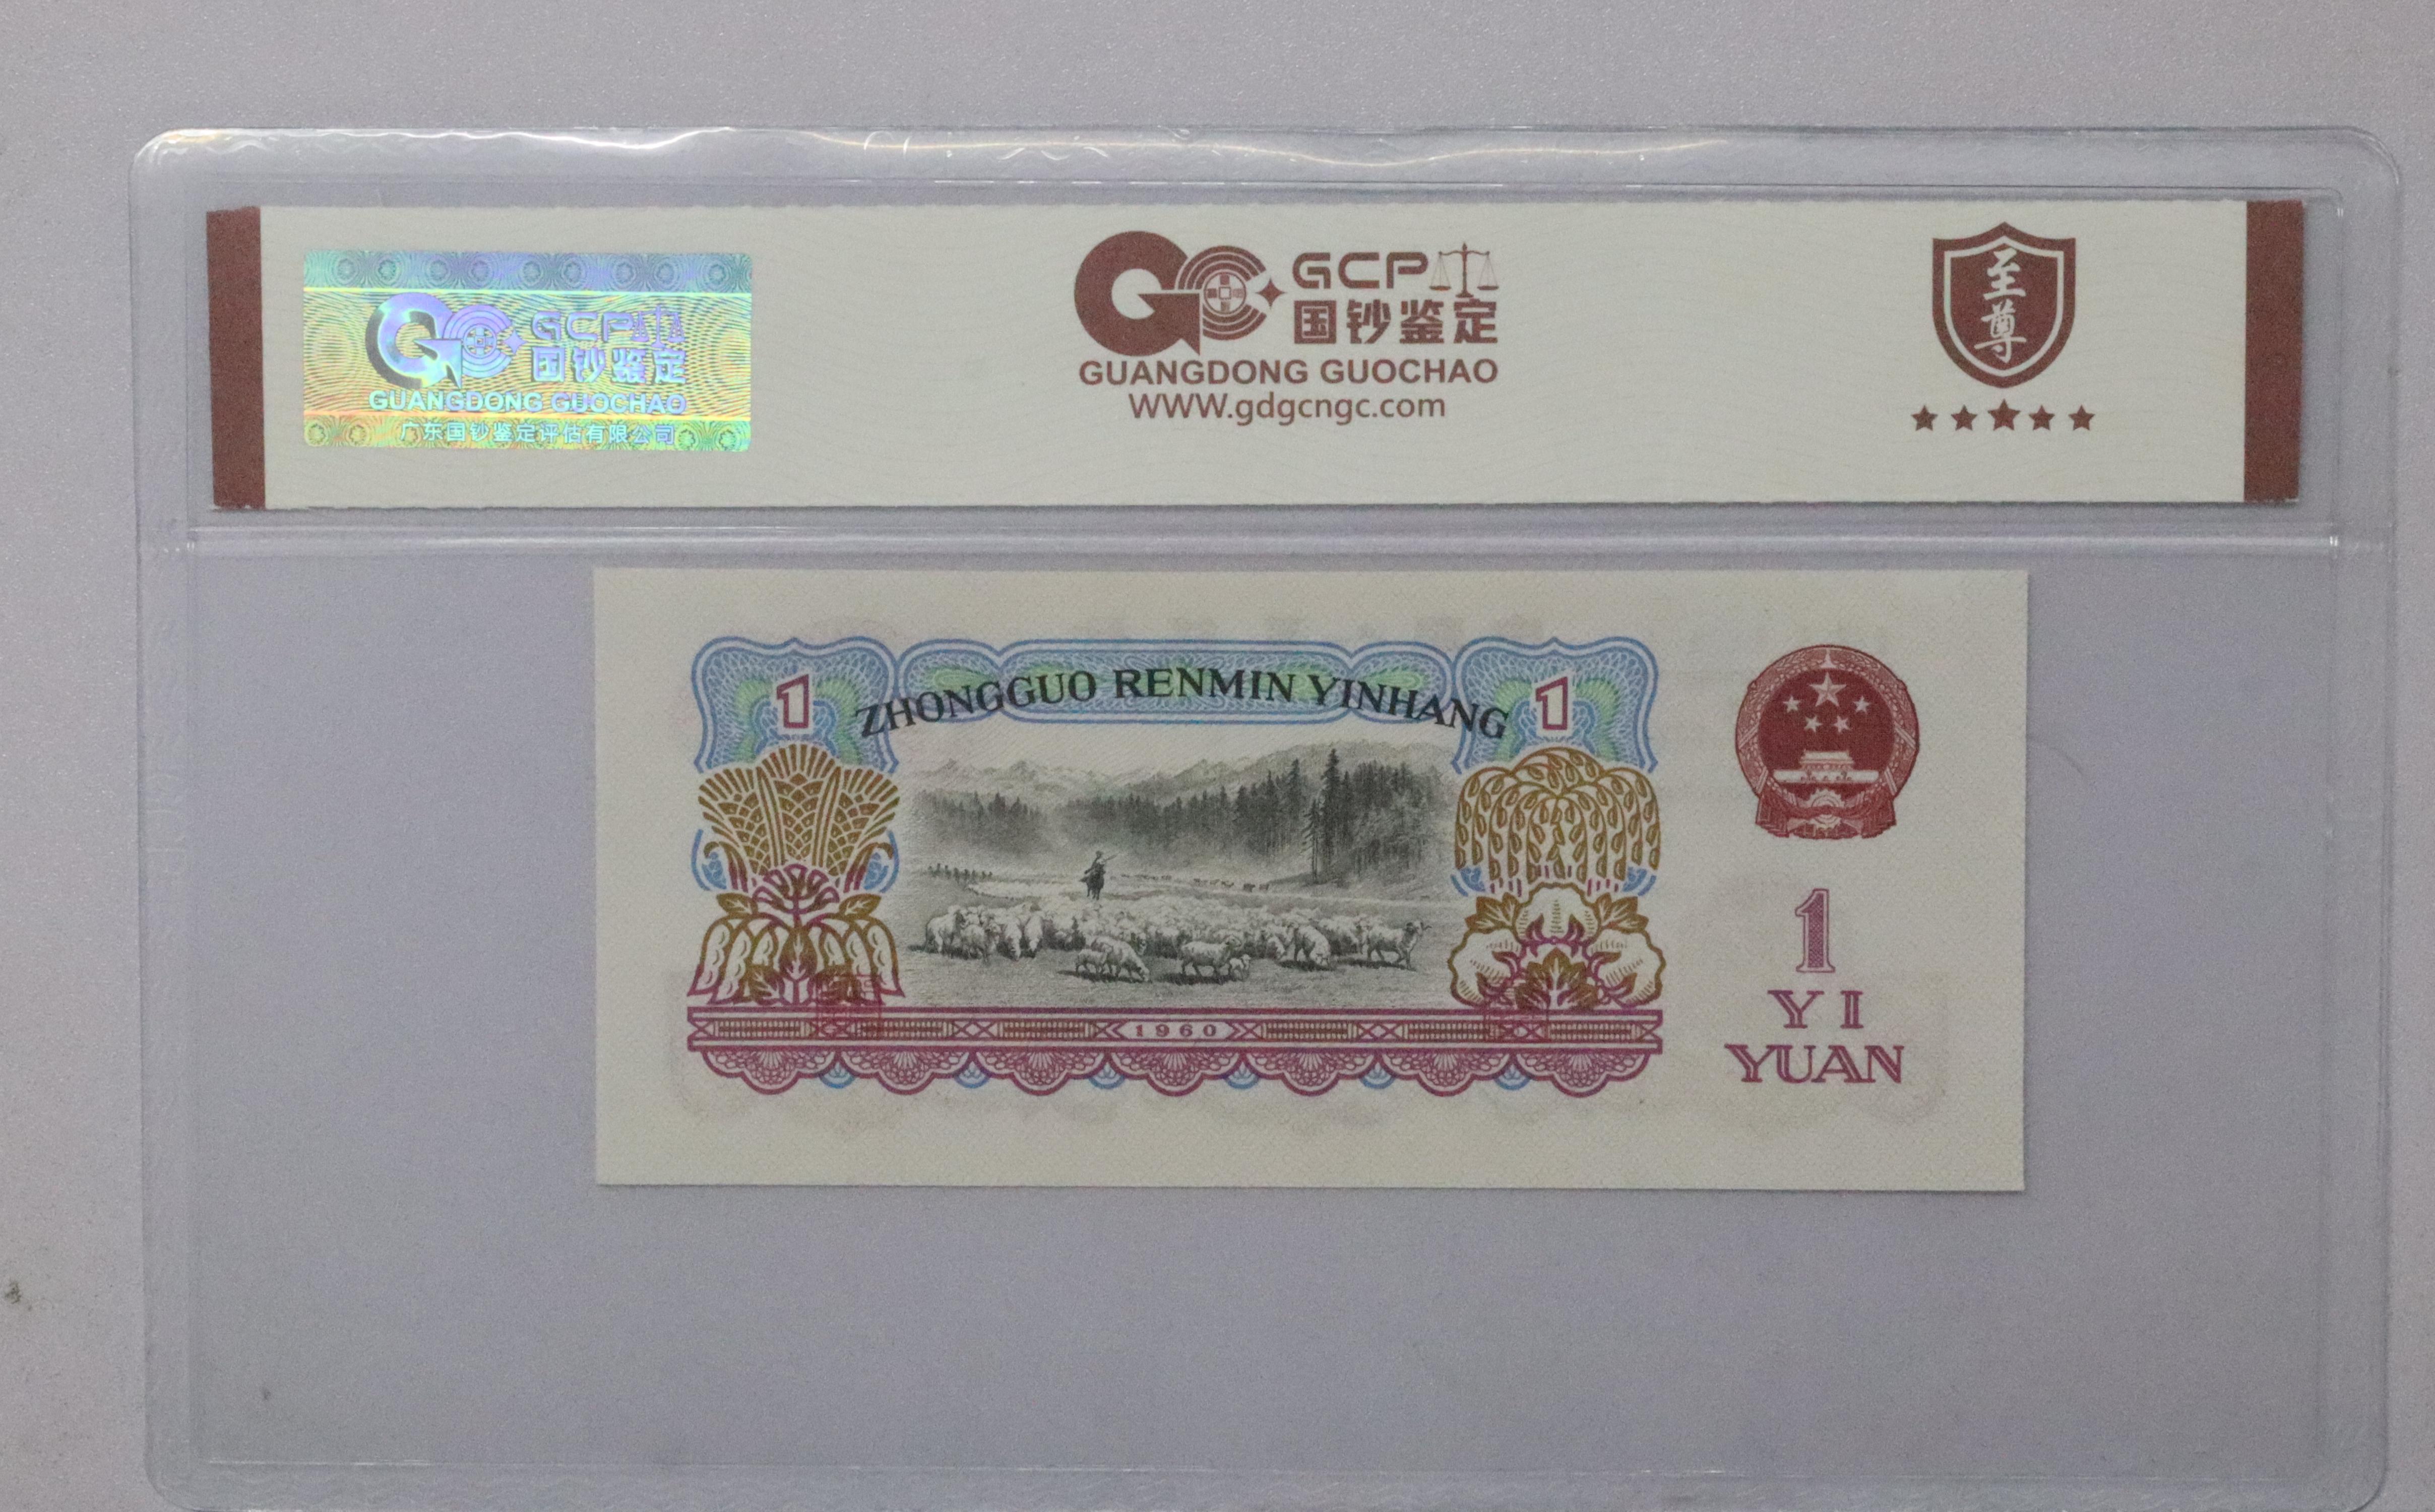 GCP
国钞鉴定
GUANGDONG GUOCHAO
广东国钞鉴定评估有限公司
GCP
国钞鉴定
GUANGDONG GUOCHAO
WWW.gdgcngc.com
至尊
1
ZHONGGUO RENMIN YINHANG
1
1960
1
YI
YUAN